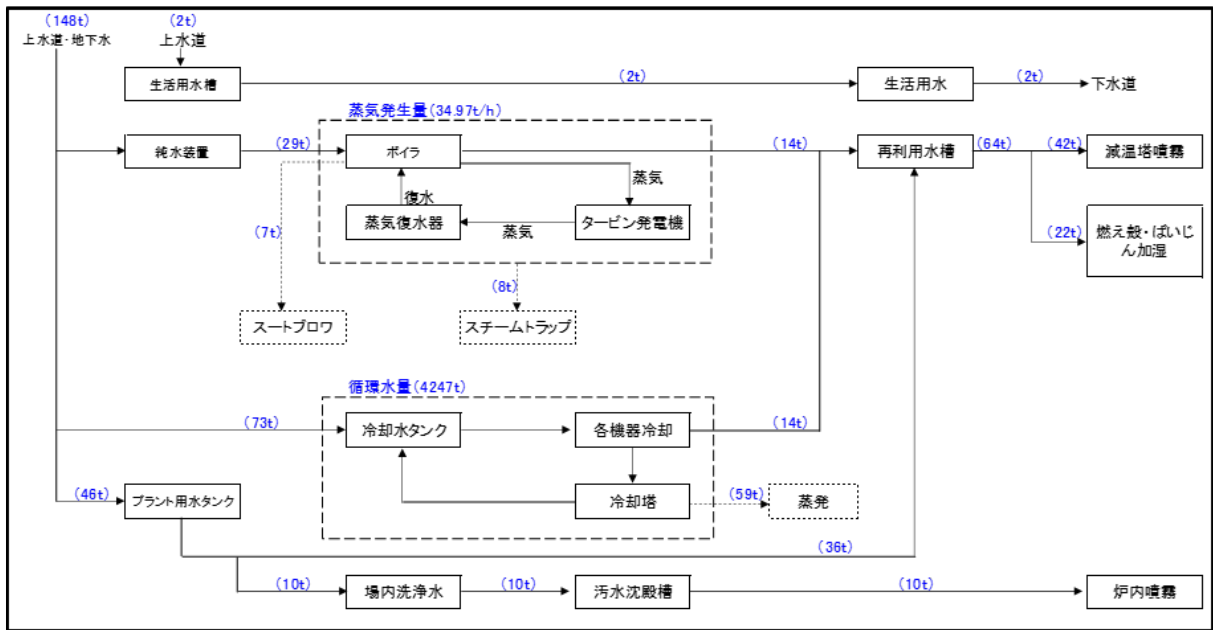 (148t)
上水道・地下水
(2t)
上水道
生活用水槽
(2t)
生活用水
(2t)
下水道
蒸気発生量(34.97t/h)
純水装置
(29t)
ボイラ
(14t)
再利用水槽
(64t)
(42t)
減温塔噴霧
蒸気
復水
蒸気復水器
蒸気
タービン発電機
(7t)
(22t)
燃え殻・ばいじ
ん加湿
(8t)
スートブロワ
スチームトラップ
循環水量(4247t)
(73t)
冷却水タンク
各機器冷却
(14t)
(46t)
プラント用水タンク
冷却塔
(59t)
蒸発
(36t)
(10t)
場内洗浄水
(10t)
汚水沈殿槽
(10t)
炉内噴霧